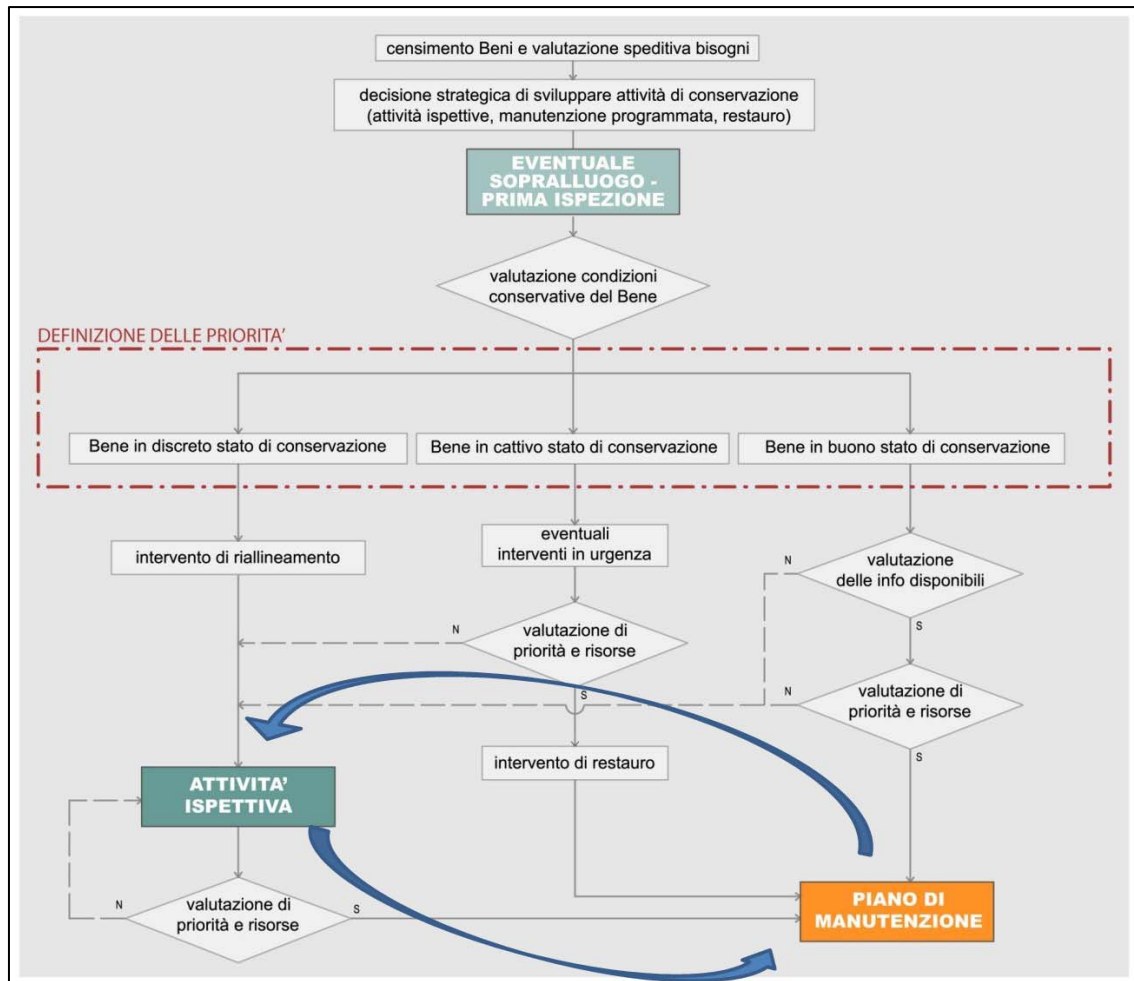 censimento Beni e valutazione speditiva bisogni
decisione strategica di sviluppare attività di conservazione
(attività ispettive, manutenzione programmata, restauro)
EVENTUALE
SOPRALLUOGO -
PRIMA ISPEZIONE
valutazione condizioni
conservative del Bene
DEFINIZIONE DELLE PRIORITA'
Bene in discreto stato di conservazione
Bene in cattivo stato di conservazione
Bene in buono stato di conservazione
intervento di riallineamento
eventuali
interventi in urgenza
N
valutazione
delle info disponibili
S
N
valutazione di
priorità e risorse
S
N
valutazione di
priorità e risorse
S
intervento di restauro
ATTIVITA'
ISPETTIVA
N
valutazione di
priorità e risorse
S
PIANO DI
MANUTENZIONE